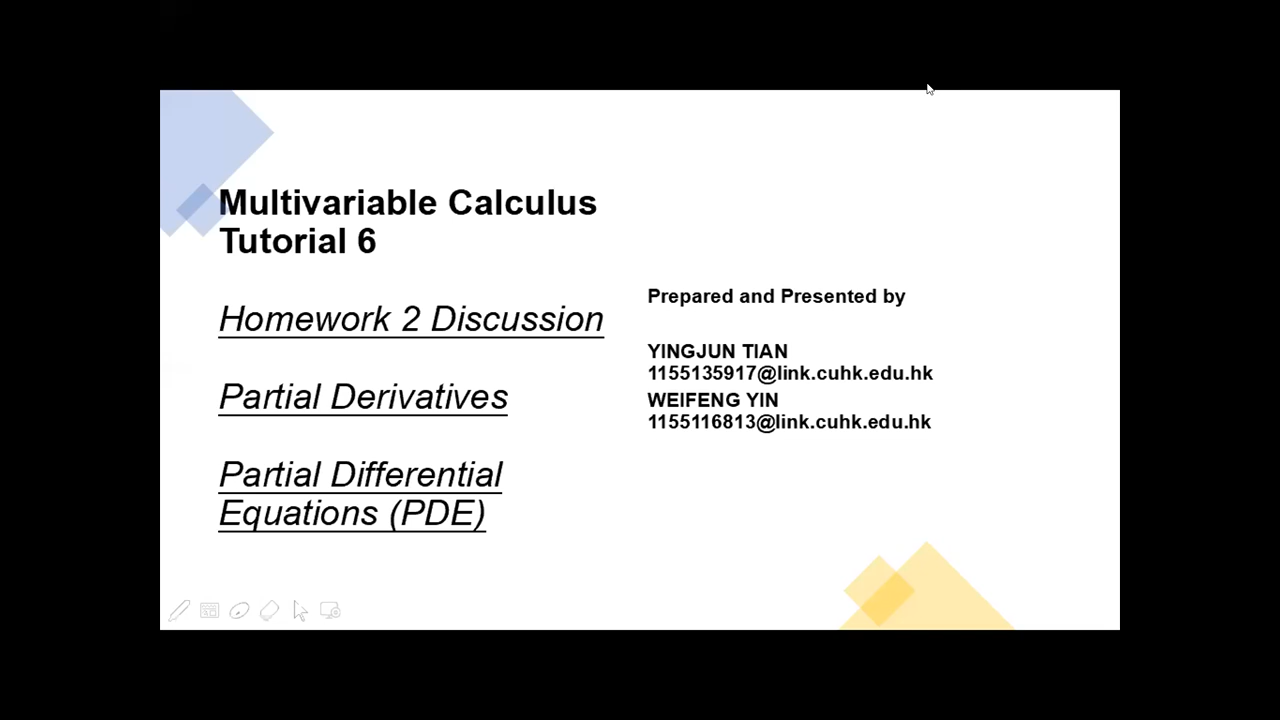 Multivariable Calculus
Tutorial 6
Homework 2 Discussion
Partial Derivatives
Partial Differential
Equations (PDE)
Prepared and Presented by
YINGJUN TIAN
1155135917@link.cuhk.edu.hk
WEIFENG YIN
1155116813@link.cuhk.edu.hk